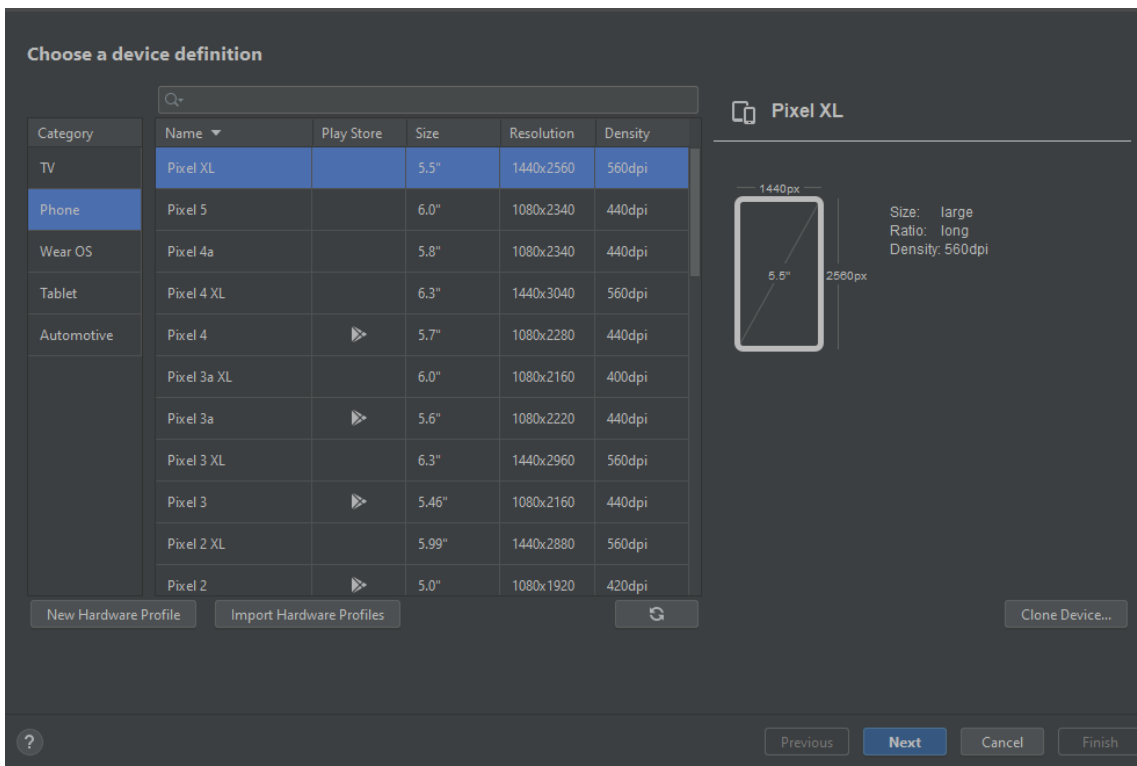 Choose a device definition
Category
TV
Phone
Wear OS
Tablet
Automotive
Name Play Store Size Resolution Density
Pixel XL 5.5" 1440x2560 560dpi
Pixel 5 6.0" 1080x2340 440dpi
Pixel 4a 5.8" 1080x2340 440dpi
Pixel 4 XL 6.3" 1440x3040 560dpi
Pixel 4 5.7" 1080x2280 440dpi
Pixel 3a XL 6.0" 1080x2160 400dpi
Pixel 3a 5.6" 1080x2220 440dpi
Pixel 3 XL 6.3" 1440x2960 560dpi
Pixel 3 5.46" 1080x2160 440dpi
Pixel 2 XL 5.99" 1440x2880 560dpi
Pixel 2 5.0" 1080x1920 420dpi
New Hardware Profile Import Hardware Profiles
Pixel XL
1440px
5.5"
2560px
Size: large
Ratio: long
Density: 560dpi
Clone Device...
? Previous Next Cancel Finish